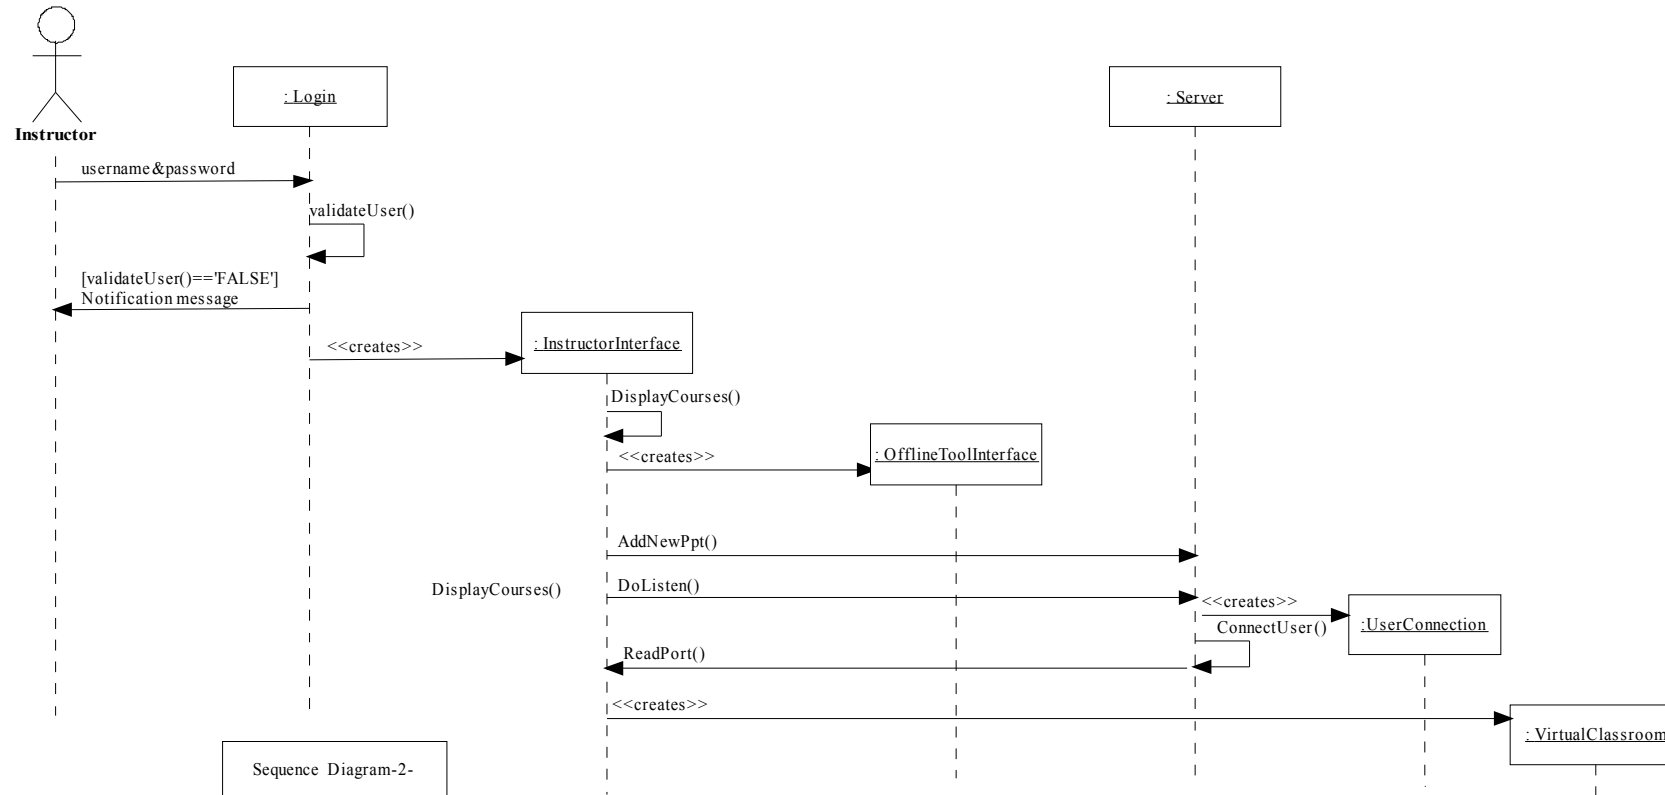 : Login
: Server
Instructor
username&password
validateUser()
[validateUser()=='FALSE']
Notification message
<<creates>>
: InstructorInterface
DisplayCourses()
<<creates>>
: OfflineToolInterface
AddNewPpt()
DisplayCourses()
DoListen()
<<creates>>
ConnectUser()
:UserConnection
ReadPort()
<<creates>>
: VirtualClassroom
Sequence Diagram-2-